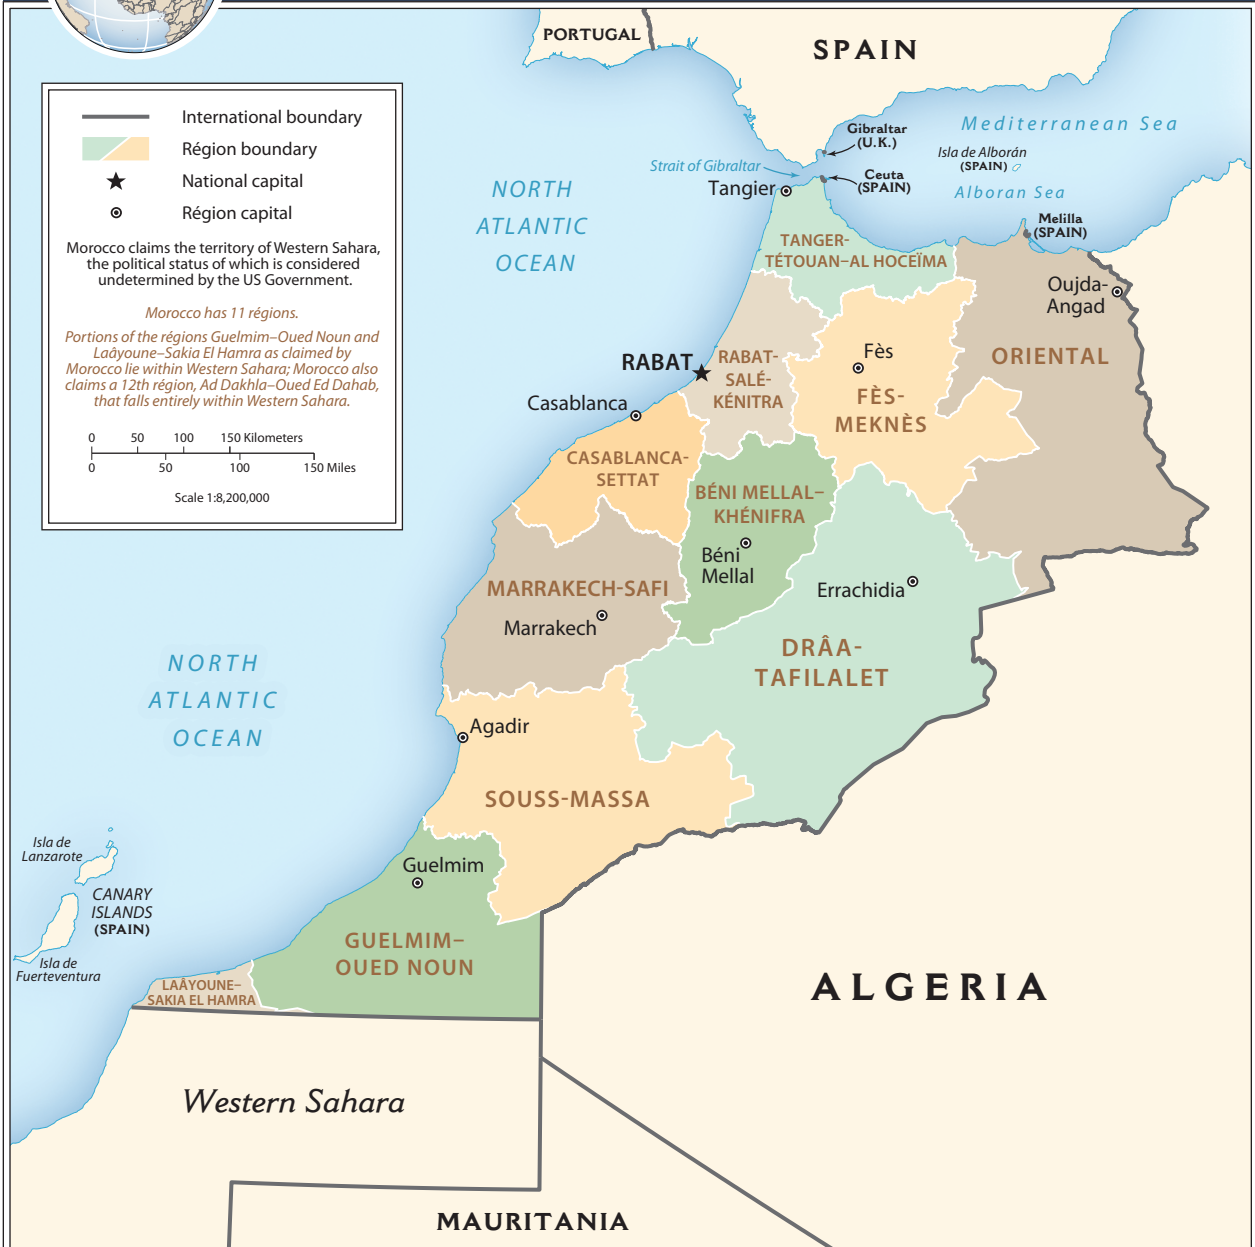 International boundary
Région boundary
National capital
Région capital
Morocco claims the territory of Western Sahara,
the political status of which is considered
undetermined by the US Government.
Morocco has 11 régions.
Portions of the régions Guelmim–Oued Noun and
Laâyoune–Sakia El Hamra as claimed by
Morocco lie within Western Sahara; Morocco also
claims a 12th région, Ad Dakhla–Oued Ed Dahab,
that falls entirely within Western Sahara.
0 50 100 150 Kilometers
0 50 100 150 Miles
Scale 1:8,200,000
PORTUGAL
SPAIN
Mediterranean Sea
Gibraltar
(U.K.)
Isla de Alborán
(SPAIN)
Strait of Gibraltar
Ceuta
(SPAIN)
Alboran Sea
Tangier
NORTH
ATLANTIC
OCEAN
Melilla
(SPAIN)
TANGER-
TÉTOUAN–AL HOCEÏMA
Oujda-
Angad
RABAT
RABAT-
SALÉ-
KÉNITRA
Fès
ORIENTAL
FÈS-
MEKNÈS
Casablanca
CASABLANCA-
SETTAT
BÉNI MELLAL–
KHÉNIFRA
Béni
Mellal
MARRAKECH-SAFI
Marrakech
Errachidia
DRÂA-
TAFILALET
NORTH
ATLANTIC
OCEAN
Agadir
SOUSS-MASSA
Isla de
Lanzarote
CANARY
ISLANDS
(SPAIN)
Isla de
Fuerteventura
Guelmim
GUELMIM–
OUED NOUN
LAÂYOUNE–
SAKIA EL HAMRA
ALGERIA
Western Sahara
MAURITANIA